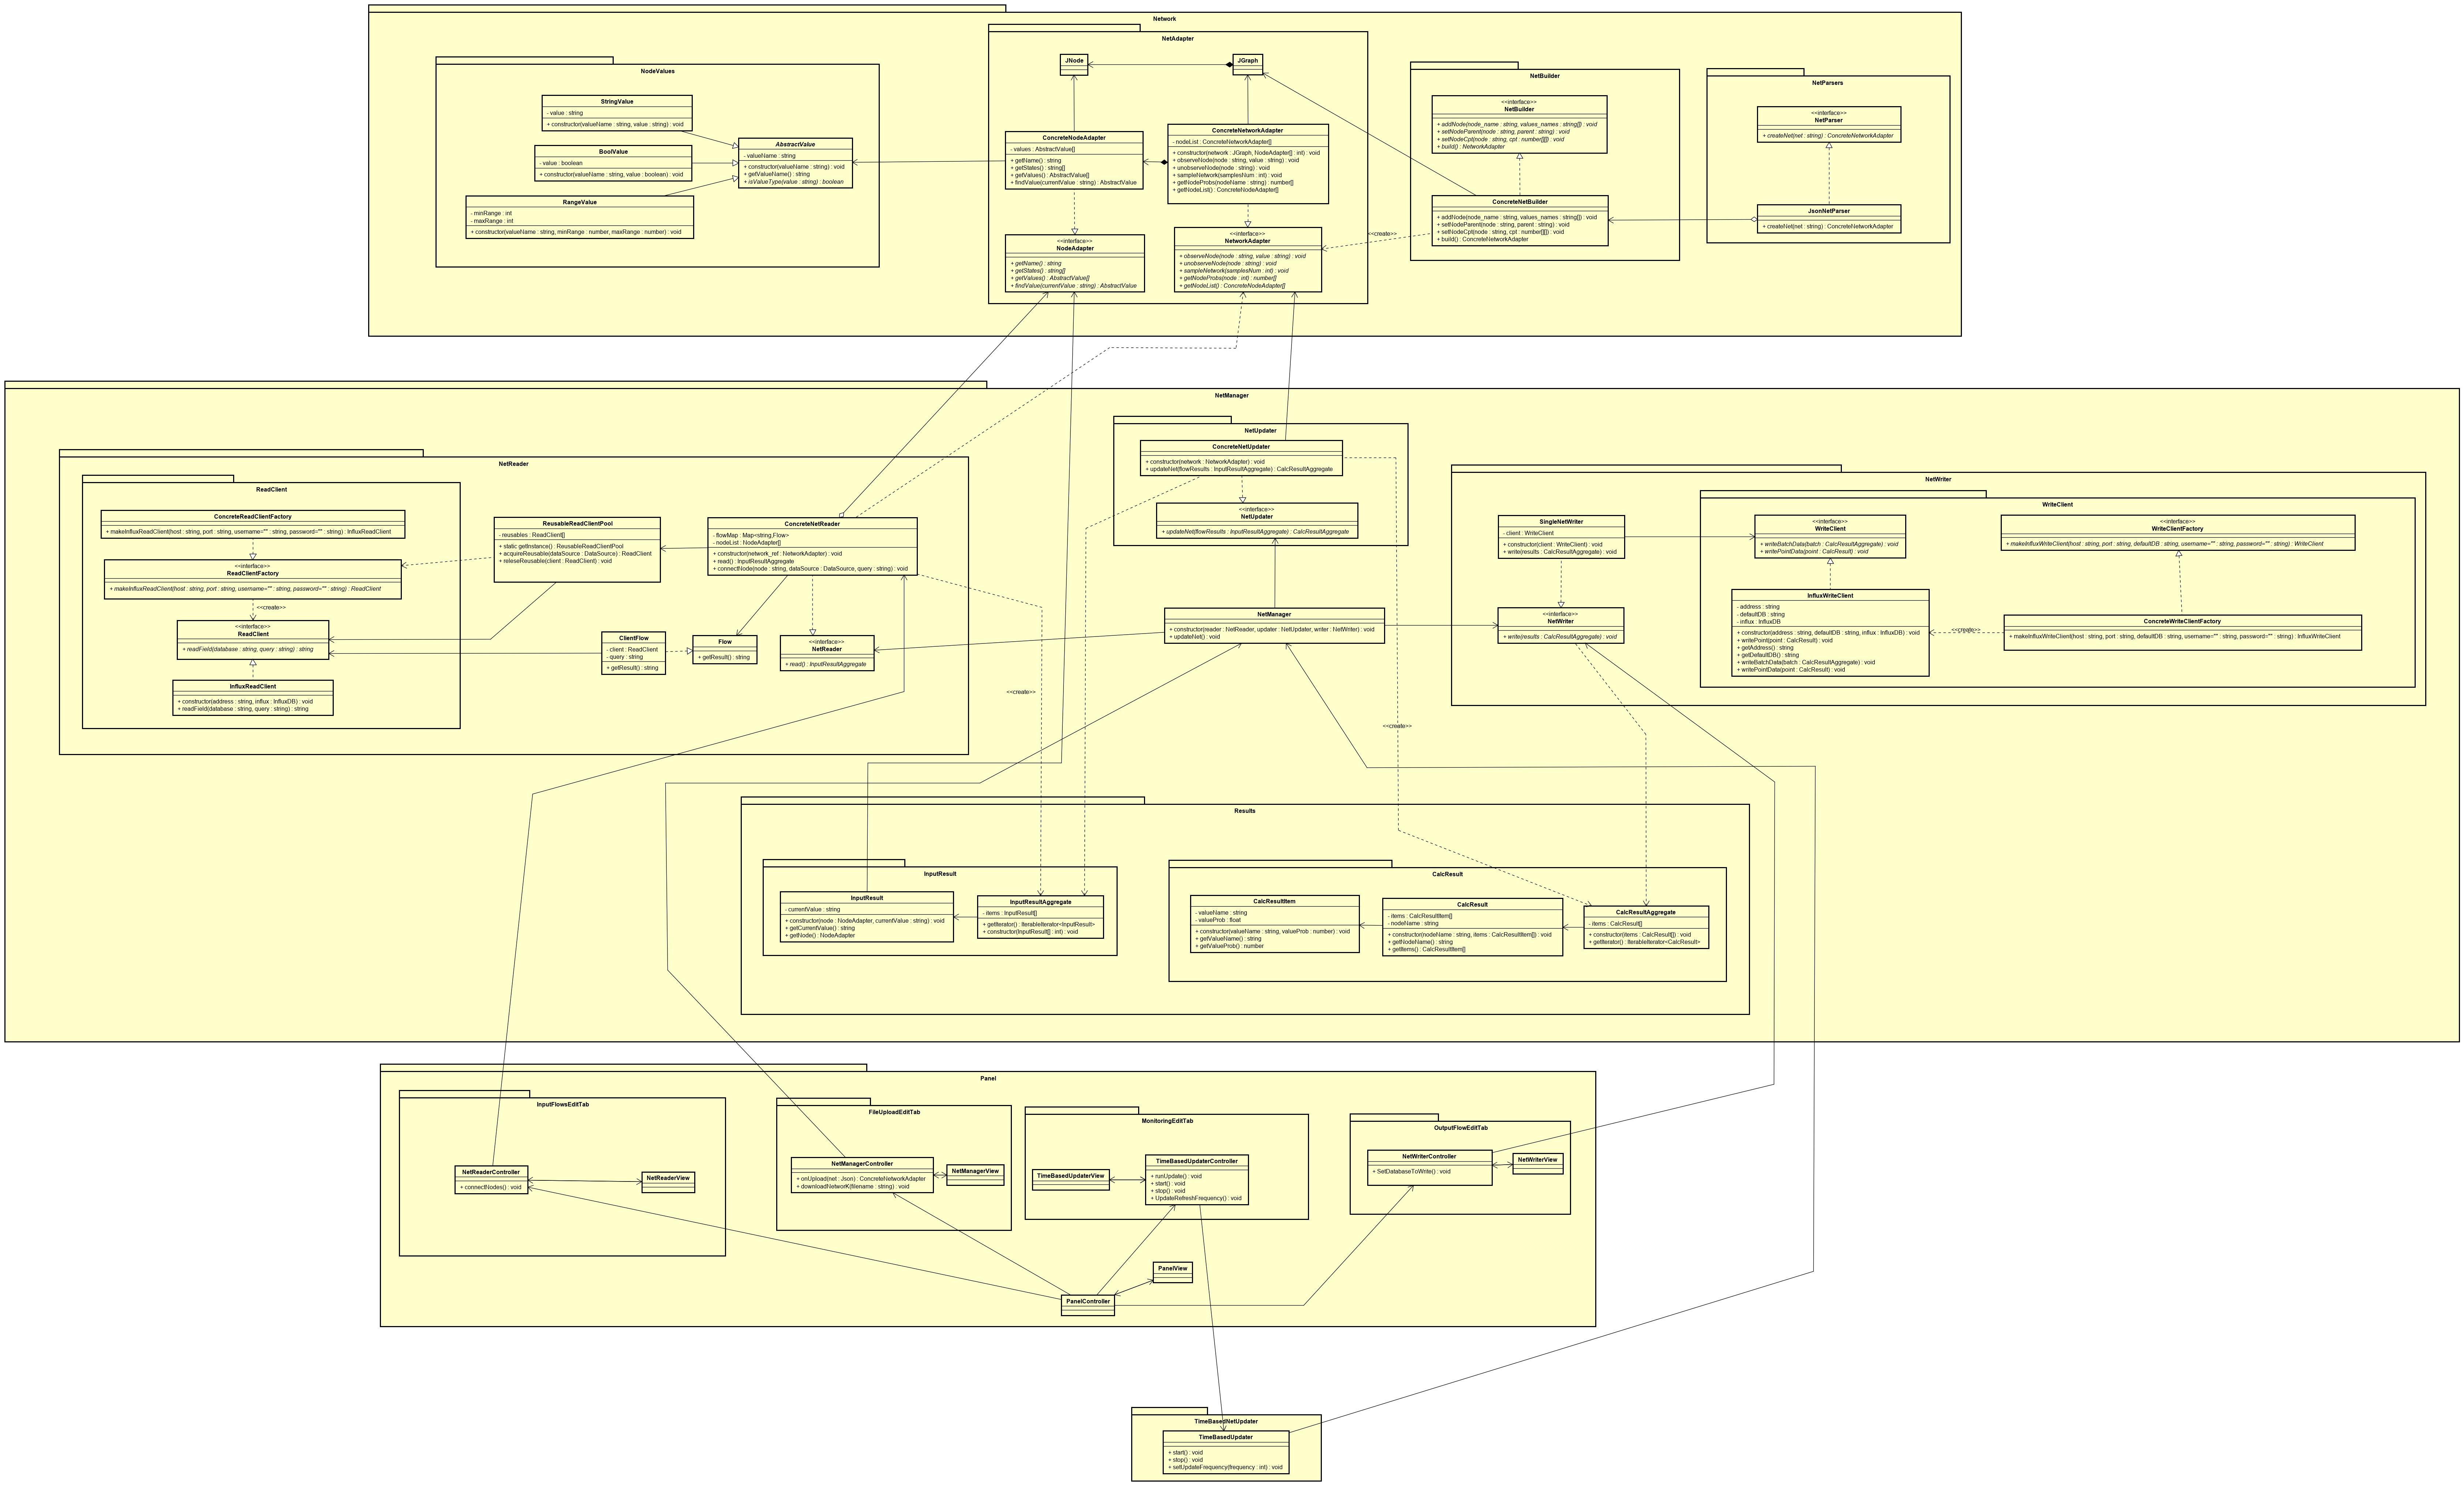 Network
NodeValues
StringValue
- value : string
+ constructor(valueName : string, value : string) : void
BoolValue
- value : boolean
+ constructor(valueName : string, value : boolean) : void
RangeValue
- minRange : int
- maxRange : int
+ constructor(valueName : string, minRange : number, maxRange : number) : void
AbstractValue
- valueName : string
+ constructor(valueName : string) : void
+ getValueName() : string
+ isValueType(value : string) : boolean
NetAdapter
JNode
JGraph
ConcreteNodeAdapter
- values : AbstractValue[]
+ getName() : string
+ getStates() : string[]
+ getValues() : AbstractValue[]
+ findValue(currentValue : string) : AbstractValue
ConcreteNetworkAdapter
- nodeList : ConcreteNetworkAdapter[]
+ constructor(network : JGraph, NodeAdapter[] : int) : void
+ observeNode(node : string, value : string) : void
+ unobserveNode(node : string) : void
+ sampleNetwork(samplesNum : int) : void
+ getNodeProbs(nodeName : string) : number[]
+ getNodeList() : ConcreteNodeAdapter[]
<<interface>>
NodeAdapter
+ getName() : string
+ getStates() : string[]
+ getValues() : AbstractValue[]
+ findValue(currentValue : string) : AbstractValue
<<interface>>
NetworkAdapter
+ observeNode(node : string, value : string) : void
+ unobserveNode(node : string) : void
+ sampleNetwork(samplesNum : int) : void
+ getNodeProbs(node : int) : number[]
+ getNodeList() : ConcreteNodeAdapter[]
<<create>>
NetBuilder
<<interface>>
NetBuilder
+ addNode(node_name : string, values_names : string[]) : void
+ setNodeParent(node : string, parent : string) : void
+ setNodeCpt(node : string, cpt : number[][]) : void
+ build() : NetworkAdapter
ConcreteNetBuilder
+ addNode(node_name : string, values_names : string[]) : void
+ setNodeParent(node : string, parent : string) : void
+ setNodeCpt(node : string, cpt : number[][]) : void
+ build() : ConcreteNetworkAdapter
NetParsers
<<interface>>
NetParser
+ createNet(net : string) : ConcreteNetworkAdapter
JsonNetParser
+ createNet(net : string) : ConcreteNetworkAdapter
NetManager
NetReader
ReadClient
ConcreteReadClientFactory
+ makeInfluxReadClient(host : string, port : string, username="" : string, password="" : string) : InfluxReadClient
<<interface>>
ReadClientFactory
+ makeInfluxReadClient(host : string, port : string, username="" : string, password="" : string) : ReadClient
<<create>>
<<interface>>
ReadClient
+ readField(database : string, query : string) : string
InfluxReadClient
+ constructor(address : string, influx : InfluxDB) : void
+ readField(database : string, query : string) : string
ReusableReadClientPool
- reusables : ReadClient[]
+ static getInstance() : ReusableReadClientPool
+ acquireReusable(dataSource : DataSource) : ReadClient
+ releseReusable(client : ReadClient) : void
ConcreteNetReader
- flowMap : Map<string,Flow>
- nodeList : NodeAdapter[]
+ constructor(network_ref : NetworkAdapter) : void
+ read() : InputResultAggregate
+ connectNode(node : string, dataSource : DataSource, query : string) : void
ClientFlow
- client : ReadClient
- query : string
+ getResult() : string
Flow
+ getResult() : string
<<interface>>
NetReader
+ read() : InputResultAggregate
<<create>>
NetUpdater
ConcreteNetUpdater
+ constructor(network : NetworkAdapter) : void
+ updateNet(flowResults : InputResultAggregate) : CalcResultAggregate
<<interface>>
NetUpdater
+ updateNet(flowResults : InputResultAggregate) : CalcResultAggregate
NetManager
+ constructor(reader : NetReader, updater : NetUpdater, writer : NetWriter) : void
+ updateNet() : void
<<create>>
NetWriter
SingleNetWriter
- client : WriteClient
+ constructor(client : WriteClient) : void
+ write(results : CalcResultAggregate) : void
<<interface>>
NetWriter
+ write(results : CalcResultAggregate) : void
WriteClient
<<interface>>
WriteClient
+ writeBatchData(batch : CalcResultAggregate) : void
+ writePointData(point : CalcResult) : void
<<interface>>
WriteClientFactory
+ makeInfluxWriteClient(host : string, port : string, defaultDB : string, username="" : string, password="" : string) : WriteClient
InfluxWriteClient
- address : string
- defaultDB : string
- influx : InfluxDB
+ constructor(address : string, defaultDB : string, influx : InfluxDB) : void
+ writePoint(point : CalcResult) : void
+ getAddress() : string
+ getDefaultDB() : string
+ writeBatchData(batch : CalcResultAggregate) : void
+ writePointData(point : CalcResult) : void
<<create>>
ConcreteWriteClientFactory
+ makeInfluxWriteClient(host : string, port : string, defaultDB : string, username="" : string, password="" : string) : InfluxWriteClient
Results
InputResult
InputResult
- currentValue : string
+ constructor(node : NodeAdapter, currentValue : string) : void
+ getCurrentValue() : string
+ getNode() : NodeAdapter
InputResultAggregate
- items : InputResult[]
+ getIterator() : IterableIterator<InputResult>
+ constructor(InputResult[] : int) : void
CalcResult
CalcResultItem
- valueName : string
- valueProb : float
+ constructor(valueName : string, valueProb : number) : void
+ getValueName() : string
+ getValueProb() : number
CalcResult
- items : CalcResultItem[]
- nodeName : string
+ constructor(nodeName : string, items : CalcResultItem[]) : void
+ getNodeName() : string
+ getItems() : CalcResultItem[]
CalcResultAggregate
- items : CalcResult[]
+ constructor(items : CalcResult[]) : void
+ getIterator() : IterableIterator<CalcResult>
Panel
InputFlowsEditTab
NetReaderController
+ connectNodes() : void
NetReaderView
FileUploadEditTab
NetManagerController
+ onUpload(net : Json) : ConcreteNetworkAdapter
+ downloadNetworK(filename : string) : void
NetManagerView
MonitoringEditTab
TimeBasedUpdaterView
TimeBasedUpdaterController
+ runUpdate() : void
+ start() : void
+ stop() : void
+ UpdateRefreshFrequency() : void
OutputFlowEditTab
NetWriterController
+ SetDatabaseToWrite() : void
NetWriterView
PanelView
PanelController
TimeBasedNetUpdater
TimeBasedUpdater
+ start() : void
+ stop() : void
+ setUpdateFrequency(frequency : int) : void